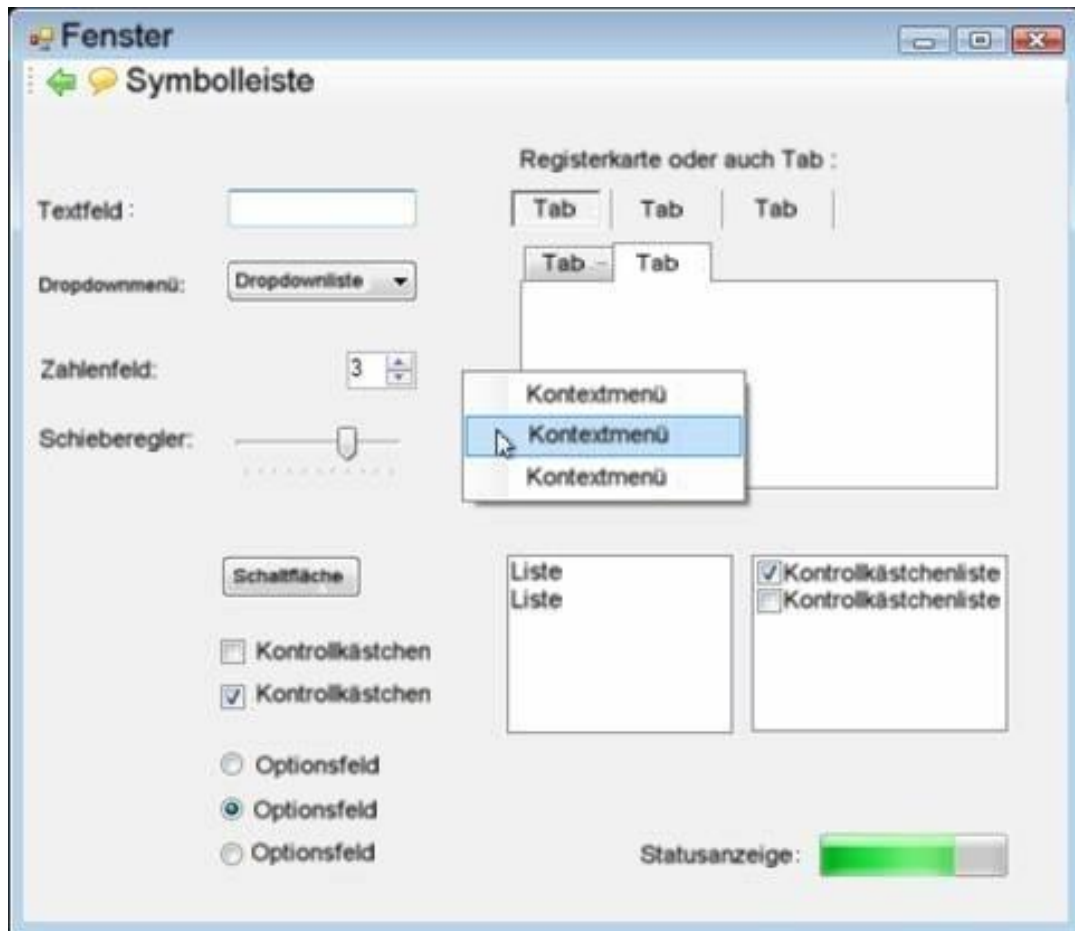 Fenster
Symbolleiste
Registerkarte oder auch Tab :
Textfeld :
Tab Tab Tab
Tab Tab
Dropdownmenü: Dropdownliste
Zahlenfeld: 3
Kontextmenü
Kontextmenü
Kontextmenü
Schieberegler:
Schaltfläche
Liste
Liste
Kontrollkästchenliste
Kontrollkästchenliste
Kontrollkästchen
Kontrollkästchen
Optionsfeld
Optionsfeld
Optionsfeld
Statusanzeige: